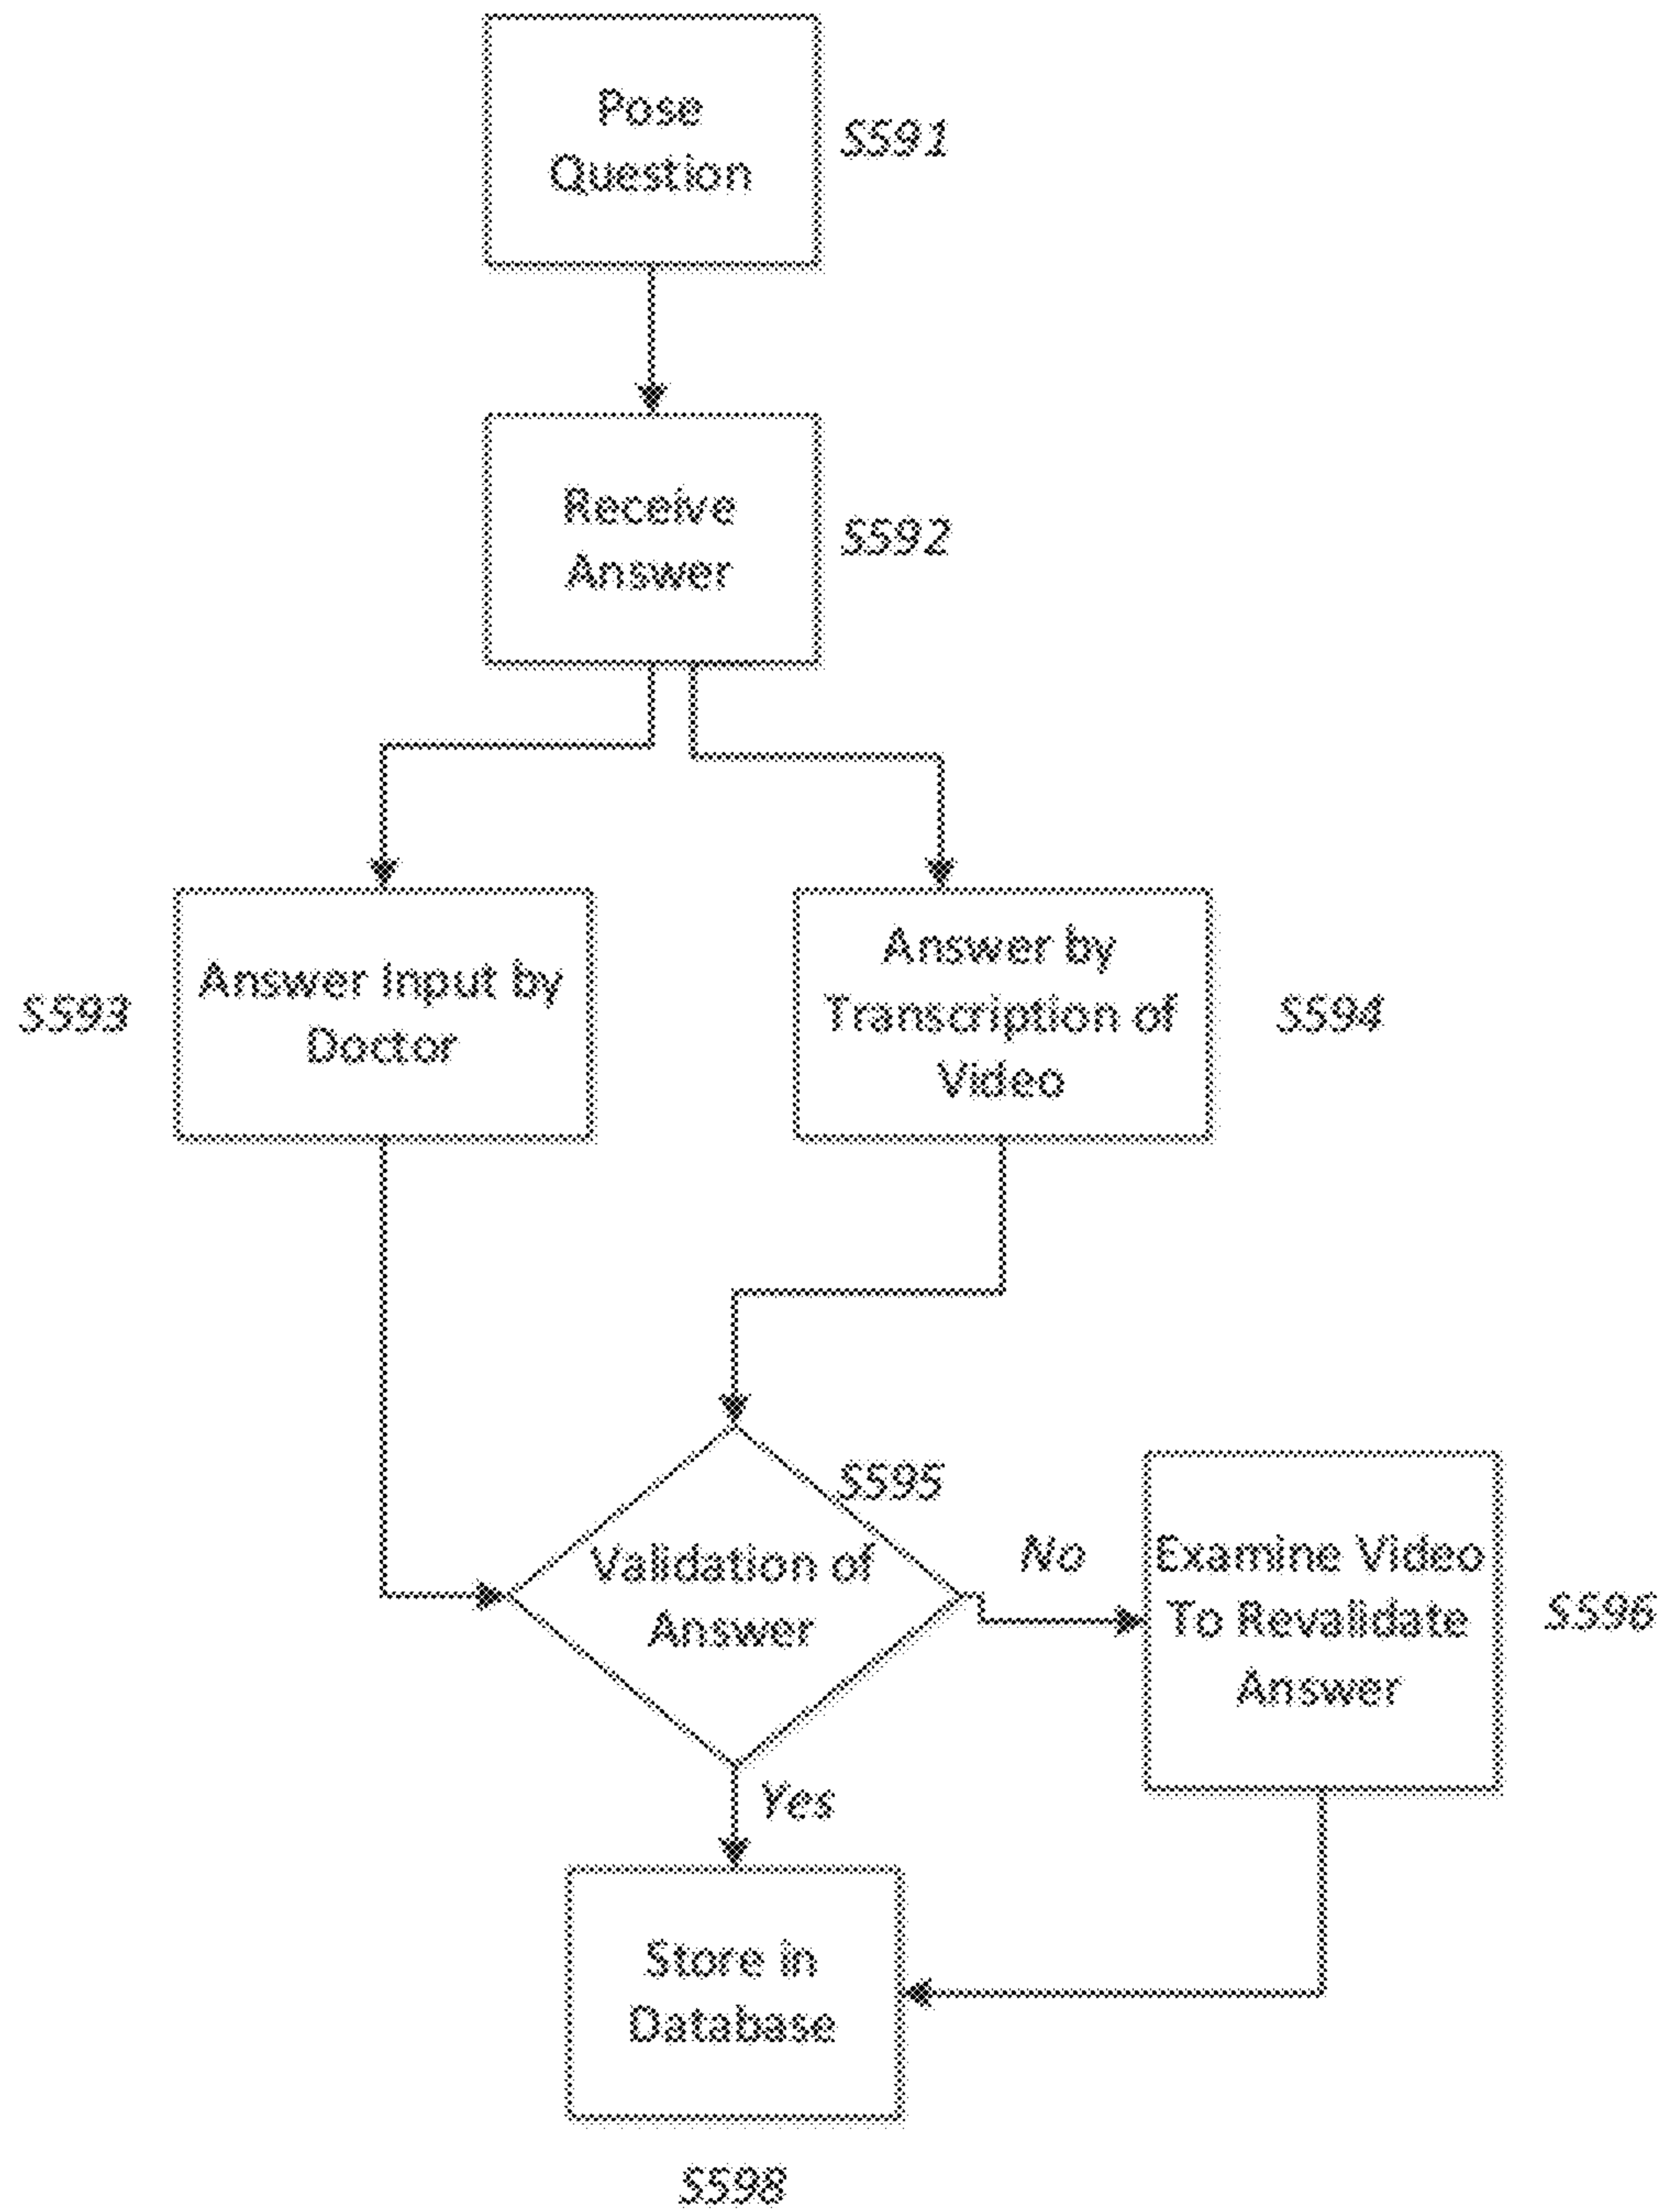 Pose
Question
S591
Receive
Answer
S592
Answer Input by
Doctor
S593
Answer by
Transcription of
Video
S594
S595
Validation of
Answer
No
Examine Video
To Revalidate
Answer
S596
Yes
Store in
Database
S598